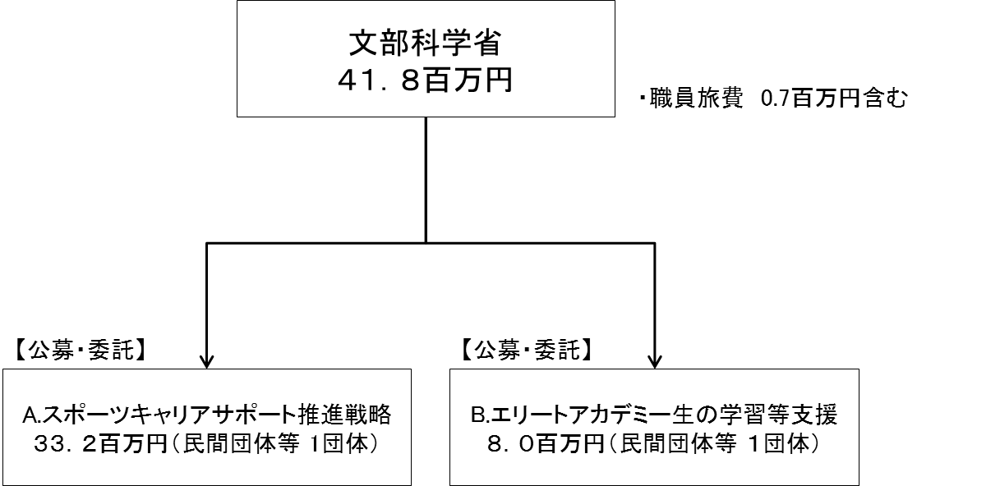 文部科学省
４１．８百万円
・職員旅費　0.7百万円含む
【公募・委託】
A.スポーツキャリアサポート推進戦略
３３．２百万円（民間団体等 1団体）
【公募・委託】
B.エリートアカデミー生の学習等支援
８．０百万円（民間団体等 １団体）